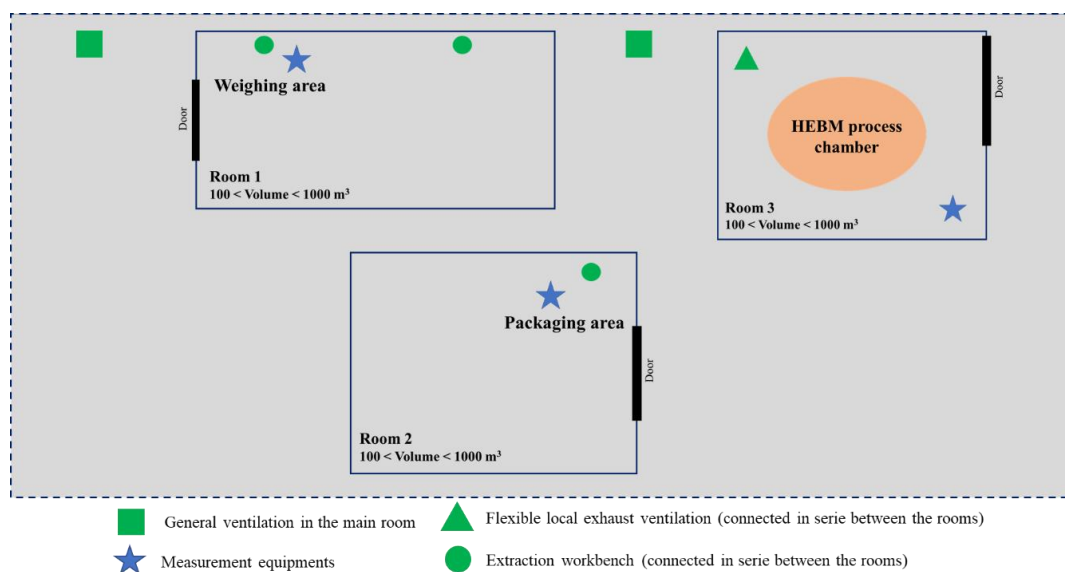 Weighing area
Door
Room 1
100 < Volume < 1000 m³
HEBM process
chamber
Door
Room 3
100 < Volume < 1000 m³
Packaging area
Door
Room 2
100 < Volume < 1000 m³
General ventilation in the main room
Flexible local exhaust ventilation (connected in serie between the rooms)
Measurement equipments
Extraction workbench (connected in serie between the rooms)